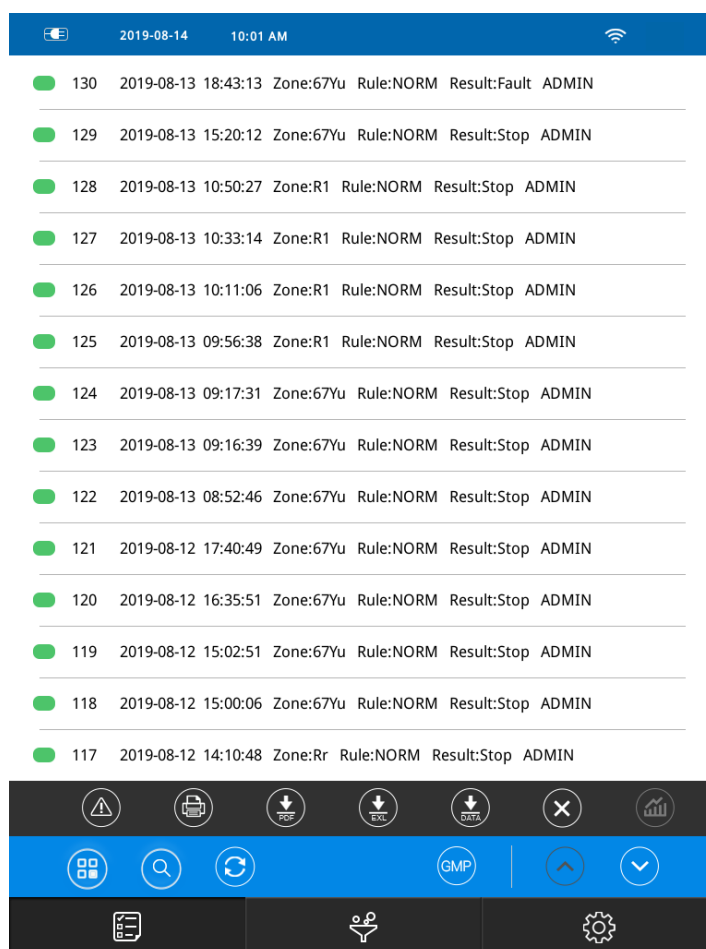 2019-08-14 10:01 AM
130 2019-08-13 18:43:13 Zone:67Yu Rule:NORM Result:Fault ADMIN
129 2019-08-13 15:20:12 Zone:67Yu Rule:NORM Result:Stop ADMIN
128 2019-08-13 10:50:27 Zone:R1 Rule:NORM Result:Stop ADMIN
127 2019-08-13 10:33:14 Zone:R1 Rule:NORM Result:Stop ADMIN
126 2019-08-13 10:11:06 Zone:R1 Rule:NORM Result:Stop ADMIN
125 2019-08-13 09:56:38 Zone:R1 Rule:NORM Result:Stop ADMIN
124 2019-08-13 09:17:31 Zone:67Yu Rule:NORM Result:Stop ADMIN
123 2019-08-13 09:16:39 Zone:67Yu Rule:NORM Result:Stop ADMIN
122 2019-08-13 08:52:46 Zone:67Yu Rule:NORM Result:Stop ADMIN
121 2019-08-12 17:40:49 Zone:67Yu Rule:NORM Result:Stop ADMIN
120 2019-08-12 16:35:51 Zone:67Yu Rule:NORM Result:Stop ADMIN
119 2019-08-12 15:02:51 Zone:67Yu Rule:NORM Result:Stop ADMIN
118 2019-08-12 15:00:06 Zone:67Yu Rule:NORM Result:Stop ADMIN
117 2019-08-12 14:10:48 Zone:Rr Rule:NORM Result:Stop ADMIN
PDF EXL DATA
GMP